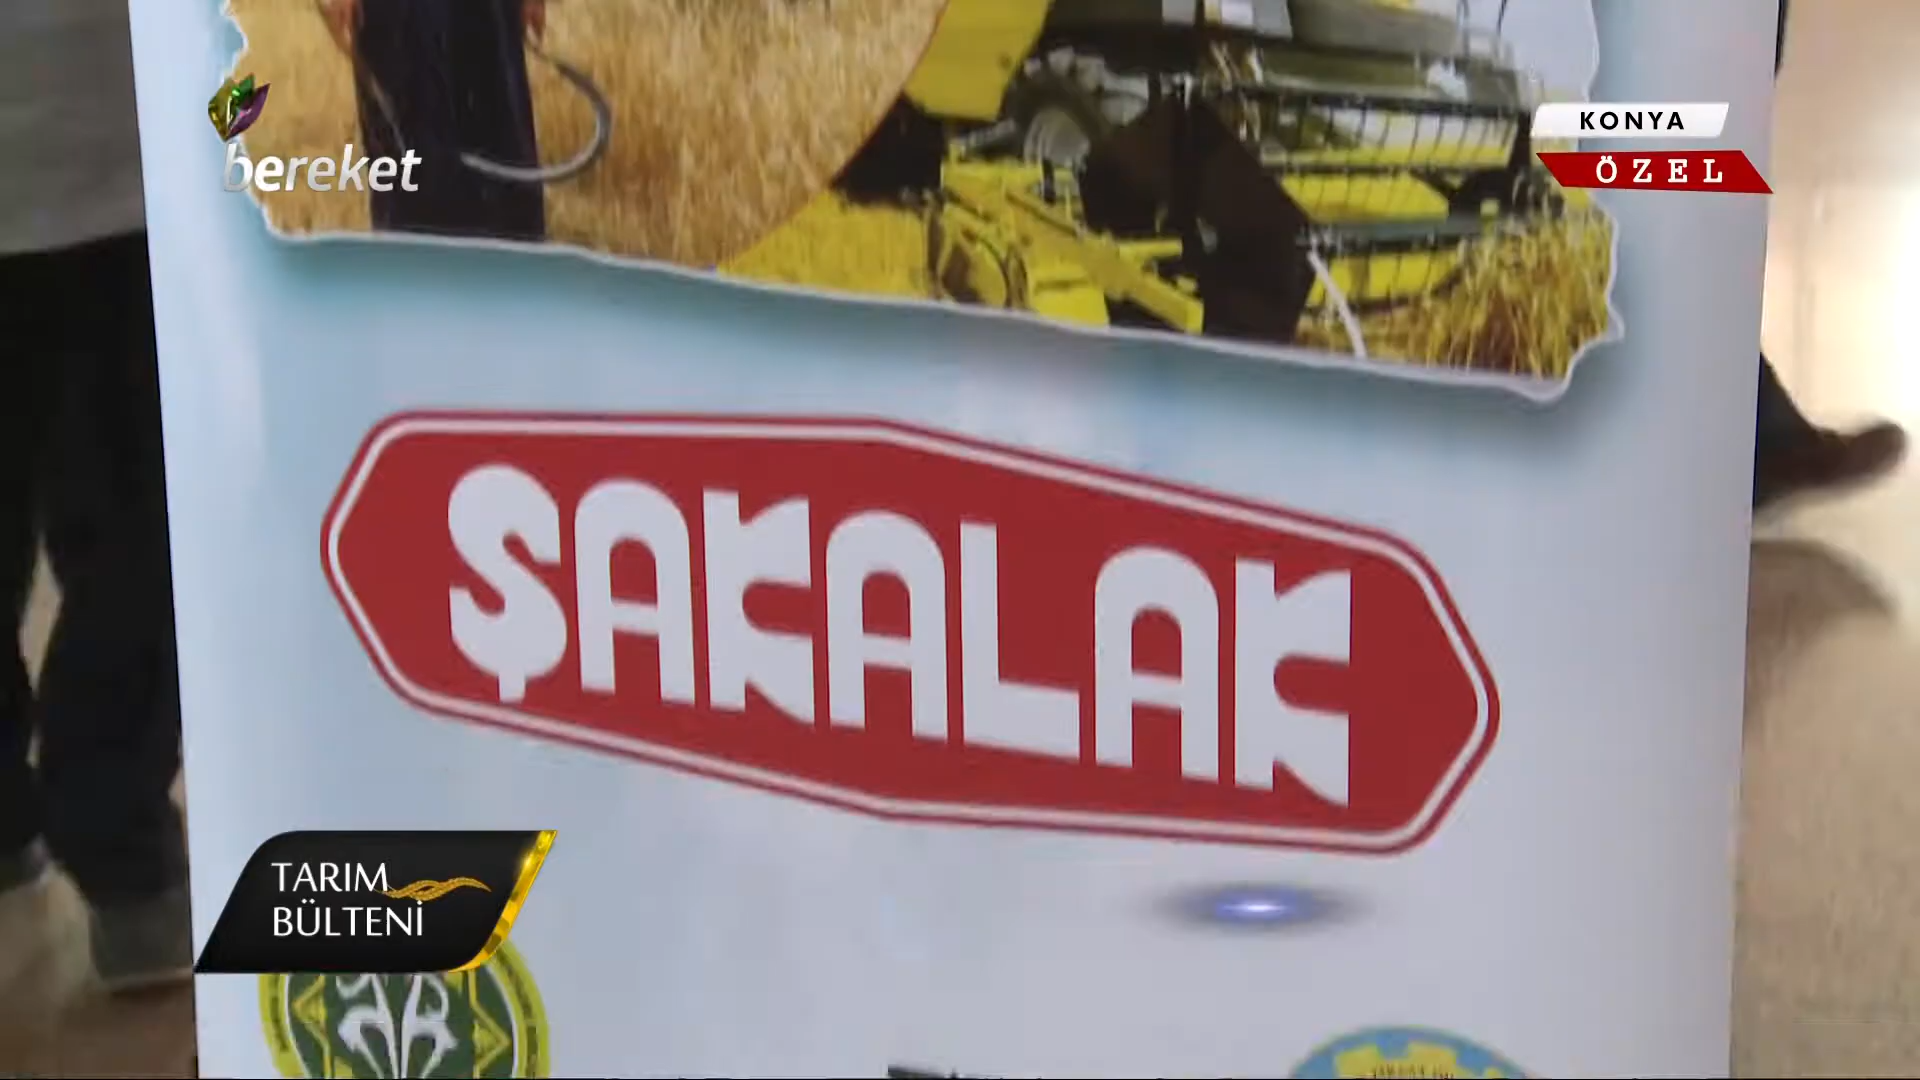 bereket
KONYA
ÖZEL
ŞAKALAK
TARIM
BÜLTENİ